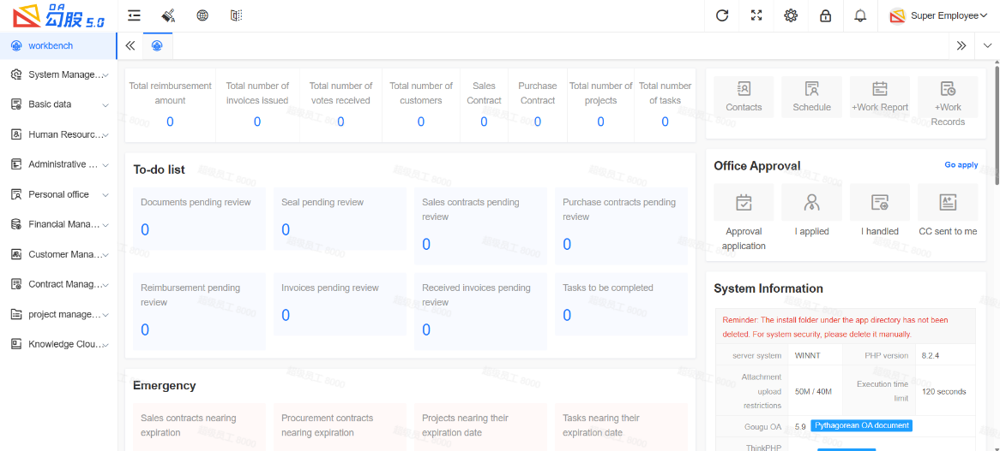 OA
勾股 5.0
Super Employee
workbench
System Manage...
Basic data
Human Resourc...
Administrative ...
Personal office
Financial Mana...
Customer Mana...
Contract Manag...
project manage...
Knowledge Clou...
Total reimbursement
amount
0
Total number of
invoices issued
0
Total number of
votes received
0
Total number of
customers
0
Sales
Contract
0
Purchase
Contract
0
Total number of
projects
0
Total number
of tasks
0
To-do list
Documents pending review
0
Seal pending review
0
Sales contracts pending
review
0
Purchase contracts pending
review
0
Reimbursement pending
review
0
Invoices pending review
0
Received invoices pending
review
0
Tasks to be completed
0
Emergency
Sales contracts nearing
expiration
Procurement contracts
nearing expiration
Projects nearing their
expiration date
Tasks nearing their
expiration date
Contacts
Schedule
+Work Report
+Work
Records
Office Approval
Go apply
Approval
application
I applied
I handled
CC sent to me
System Information
Reminder: The install folder under the app directory has not been
deleted. For system security, please delete it manually.
server system
WINNT
PHP version
8.2.4
Attachment
upload
restrictions
50M / 40M
Execution time
limit
120 seconds
Gougu OA
5.9
Pythagorean OA document
ThinkPHP
超级员工 8000